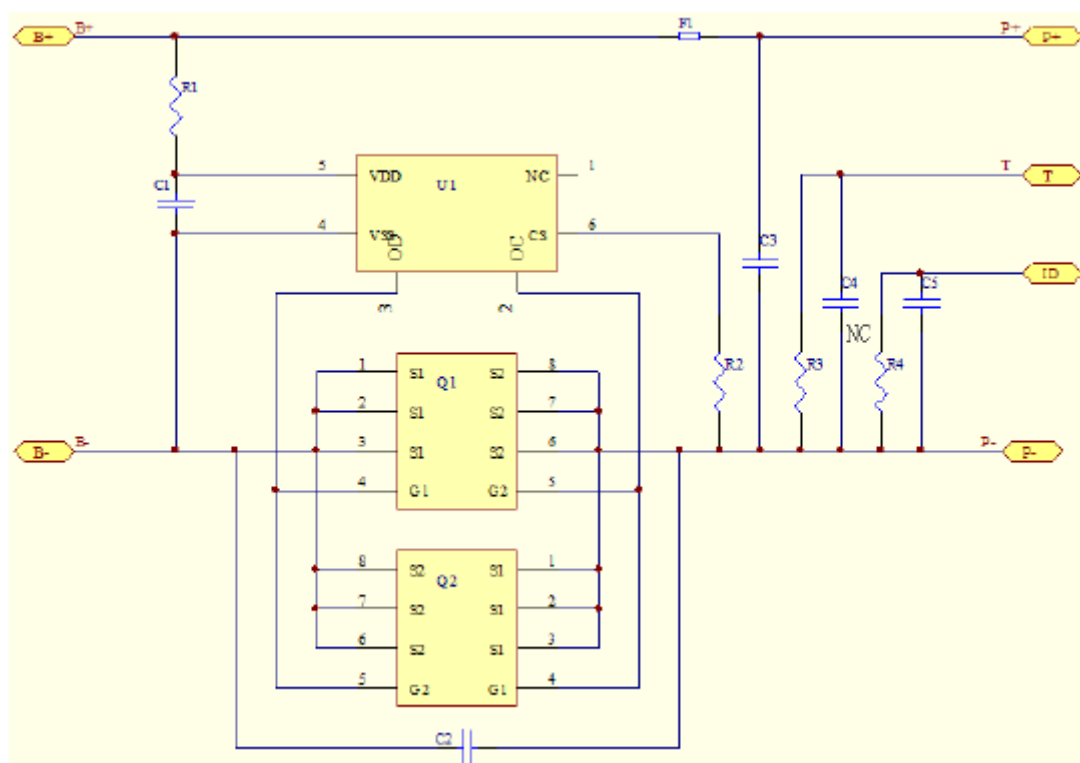 B+ B+ F1 P+ P+
R1
5 VDD U1 NC 1 T T
C1
4 VSS CS 6 C3
OD OC ID
3 2 C4 C5
NC
1 S1 Q1 S2 8 R2 R3 R4
2 S1 S2 7
B- B- 3 S1 S2 6 P- P-
4 G1 G2 5
8 S2 Q2 S1 1
7 S2 S1 2
6 S2 S1 3
5 G2 G1 4
C2